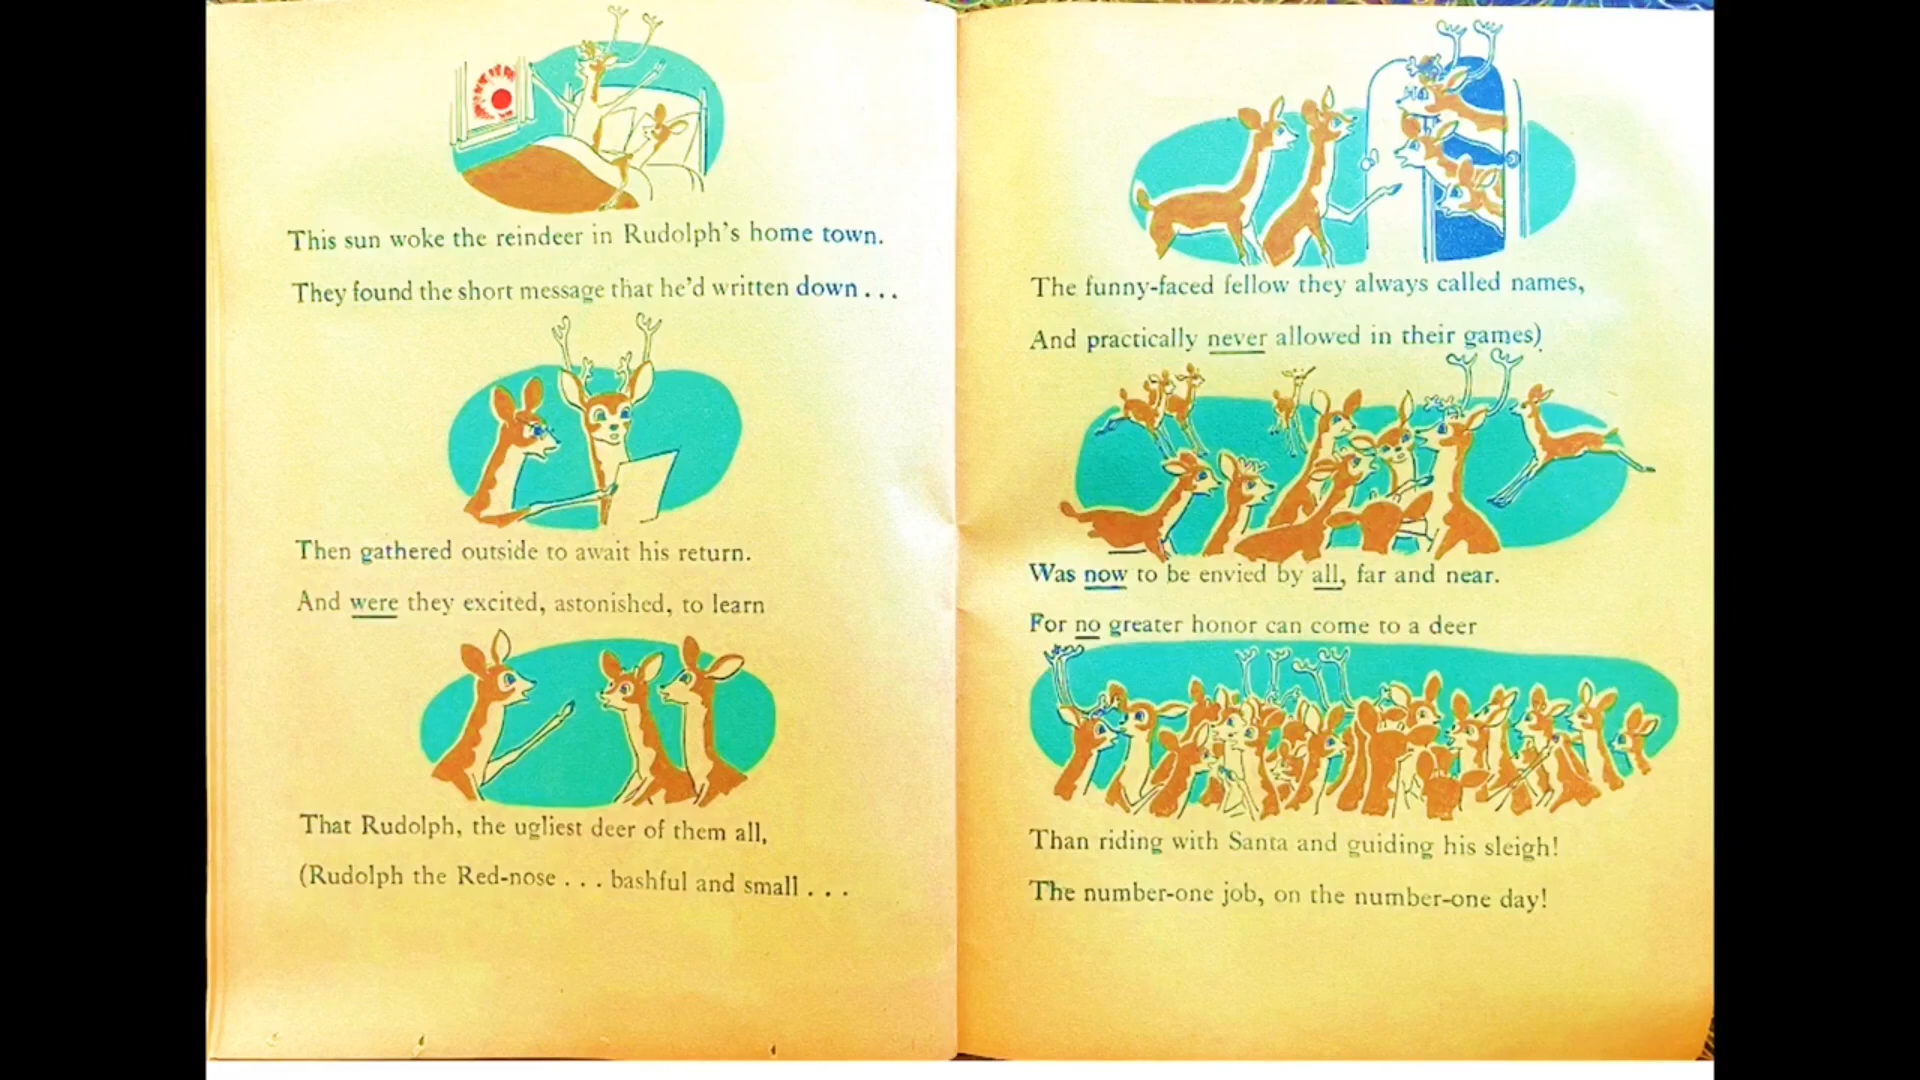 This sun woke the reindeer in Rudolph's home town.
They found the short message that he'd written down . . .
Then gathered outside to await his return.
And were they excited, astonished, to learn
That Rudolph, the ugliest deer of them all,
(Rudolph the Red-nose . . . bashful and small . . .
The funny-faced fellow they always called names,
And practically never allowed in their games)
Was now to be envied by all, far and near.
For no greater honor can come to a deer
Than riding with Santa and guiding his sleigh!
The number-one job, on the number-one day!